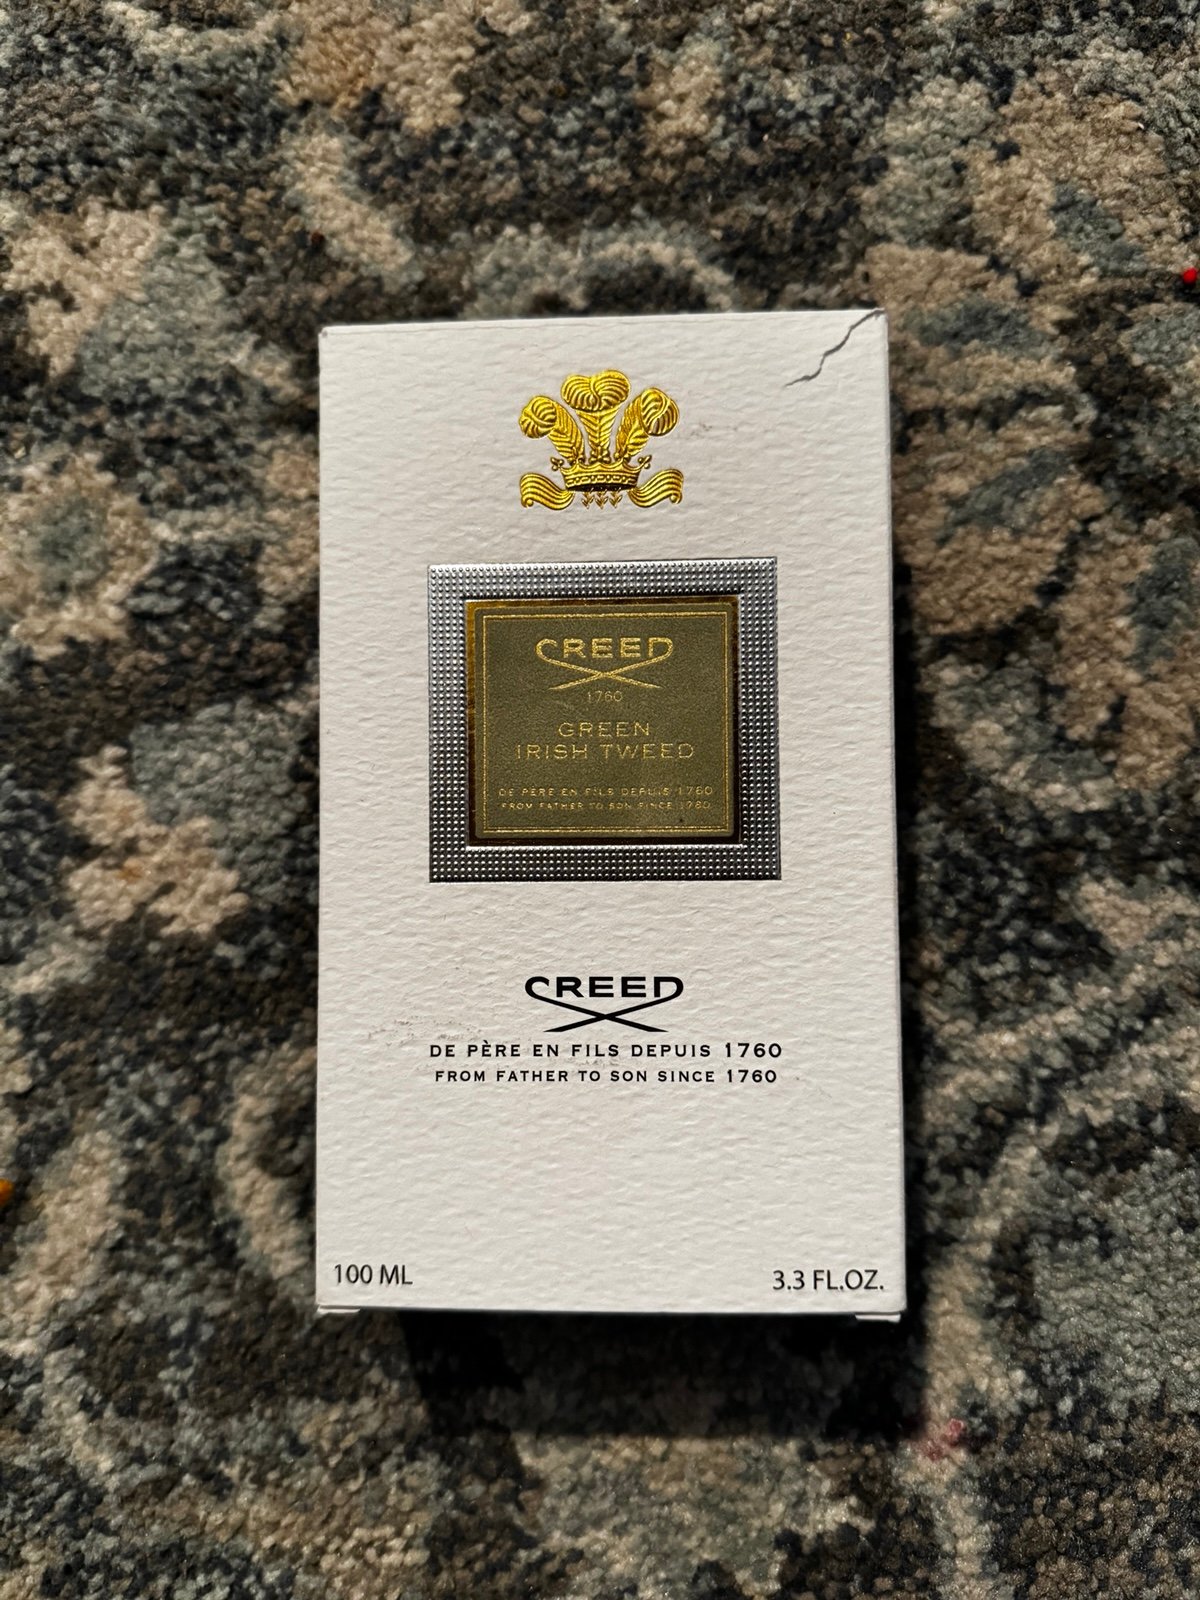 CREED
1760
GREEN
IRISH TWEED
DE PÈRE EN FILS DEPUIS 1760
FROM FATHER TO SON SINCE 1760
CREED
DE PÈRE EN FILS DEPUIS 1760
FROM FATHER TO SON SINCE 1760
100 ML
3.3 FL.OZ.